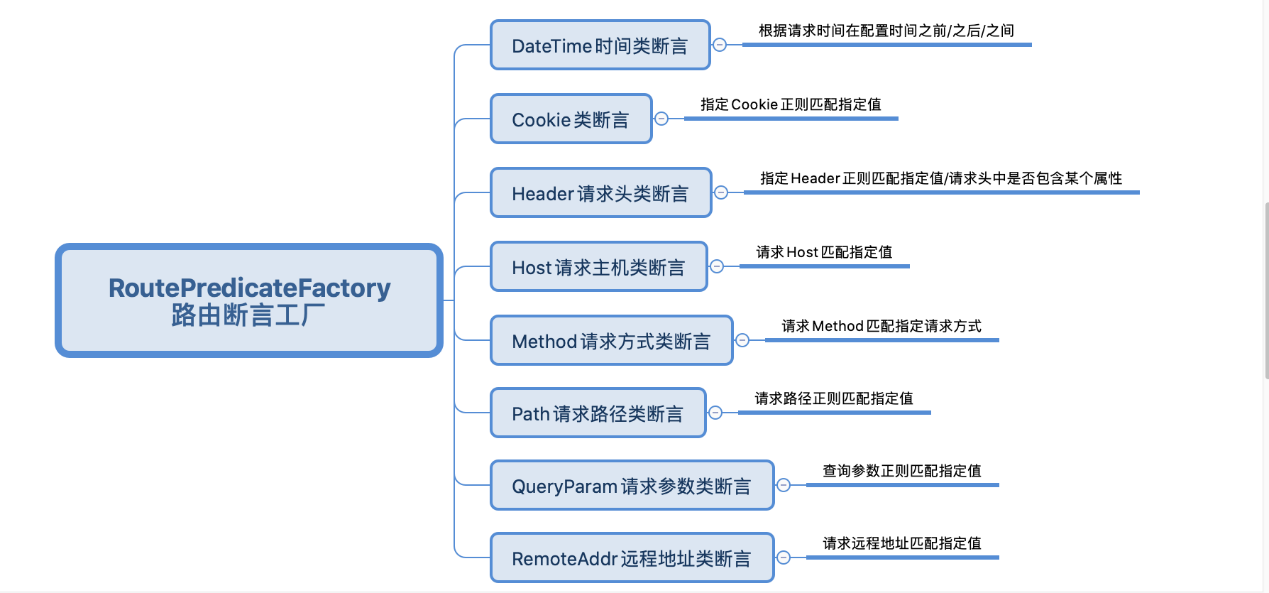 RoutePredicateFactory
路由断言工厂
DateTime时间类断言
根据请求时间在配置时间之前/之后/之间
Cookie类断言
指定Cookie正则匹配指定值
Header请求头类断言
指定Header正则匹配指定值/请求头中是否包含某个属性
Host请求主机类断言
请求Host匹配指定值
Method请求方式类断言
请求Method匹配指定请求方式
Path请求路径类断言
请求路径正则匹配指定值
QueryParam请求参数类断言
查询参数正则匹配指定值
RemoteAddr远程地址类断言
请求远程地址匹配指定值